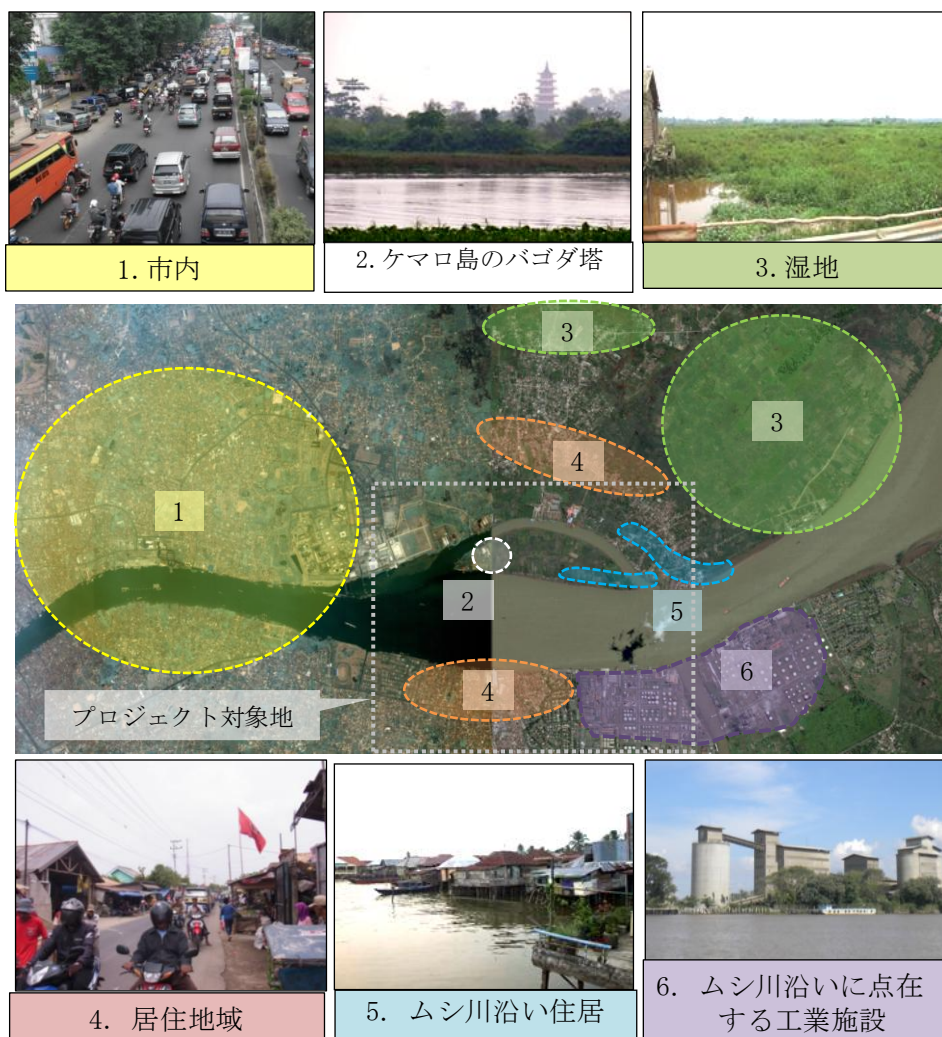 1. 市内
2. ケマロ島のバゴダ塔
3. 湿地
3
3
4
1
2
5
6
4
プロジェクト対象地
4. 居住地域
5. ムシ川沿い住居
6. ムシ川沿いに点在
する工業施設